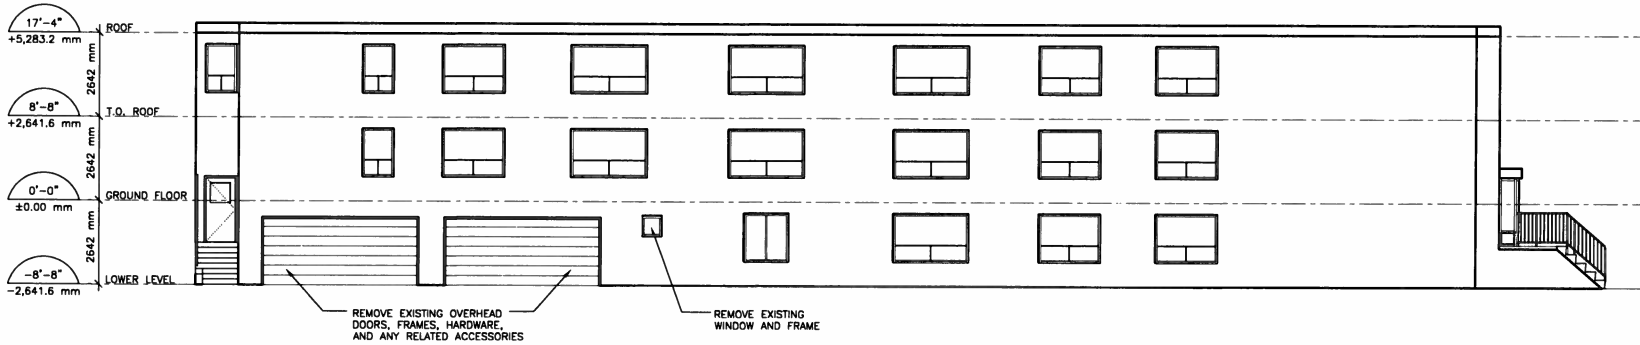 17'-4"
+5,283.2 mm
ROOF
2642 mm
8'-8"
+2,641.6 mm
T.O. ROOF
2642 mm
0'-0"
±0.00 mm
GROUND FLOOR
2642 mm
-8'-8"
-2,641.6 mm
LOWER LEVEL
REMOVE EXISTING OVERHEAD
DOORS, FRAMES, HARDWARE,
AND ANY RELATED ACCESSORIES
REMOVE EXISTING
WINDOW AND FRAME